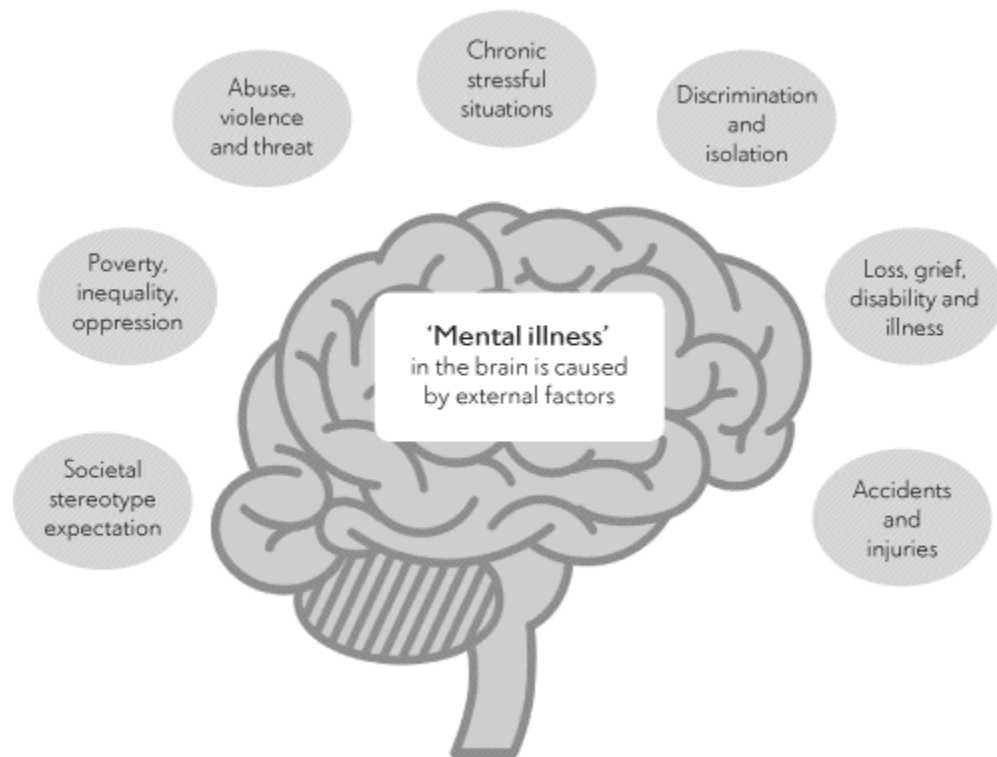 Chronic
stressful
situations
Abuse,
violence
and threat
Discrimination
and
isolation
Poverty,
inequality,
oppression
Loss, grief,
disability and
illness
‘Mental illness’
in the brain is caused
by external factors
Societal
stereotype
expectation
Accidents
and
injuries